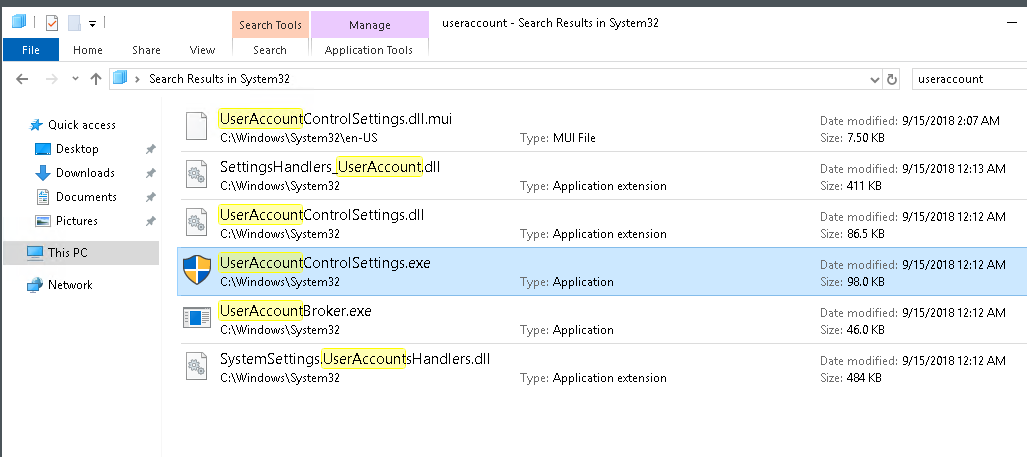 Search Tools
Manage
useraccount - Search Results in System32
File
Home
Share
View
Search
Application Tools
Search Results in System32
useraccount
Quick access
Desktop
Downloads
Documents
Pictures
This PC
Network
UserAccountControlSettings.dll.mui
C:\Windows\System32\en-US
Type: MUI File
Date modified: 9/15/2018 2:07 AM
Size: 7.50 KB
SettingsHandlers_UserAccount.dll
C:\Windows\System32
Type: Application extension
Date modified: 9/15/2018 12:13 AM
Size: 411 KB
UserAccountControlSettings.dll
C:\Windows\System32
Type: Application extension
Date modified: 9/15/2018 12:12 AM
Size: 86.5 KB
UserAccountControlSettings.exe
C:\Windows\System32
Type: Application
Date modified: 9/15/2018 12:12 AM
Size: 98.0 KB
UserAccountBroker.exe
C:\Windows\System32
Type: Application
Date modified: 9/15/2018 12:12 AM
Size: 46.0 KB
SystemSettings.UserAccountsHandlers.dll
C:\Windows\System32
Type: Application extension
Date modified: 9/15/2018 12:12 AM
Size: 484 KB